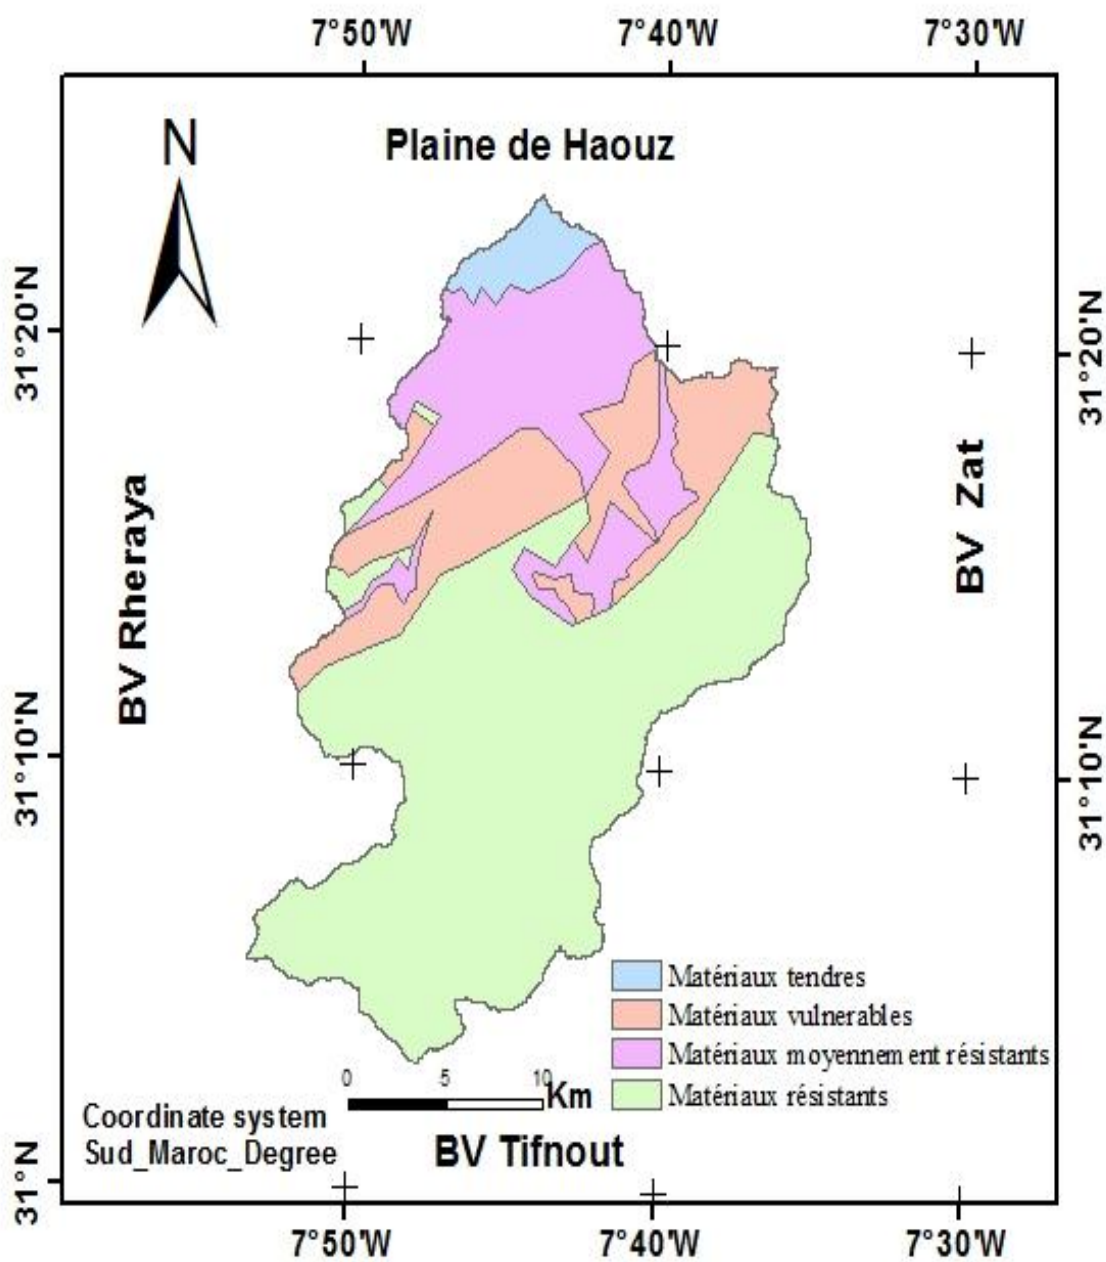 7°50'W 7°40'W 7°30'W
N
Plaine de Haouz
31°20'N
31°20'N
BV Rheraya
BV Zat
31°10'N
31°10'N
Matériaux tendres
Matériaux vulnerables
Matériaux moyennement résistants
Matériaux résistants
0 5 10 Km
Coordinate system
Sud_Maroc_Degree
BV Tifnout
31°N
7°50'W 7°40'W 7°30'W